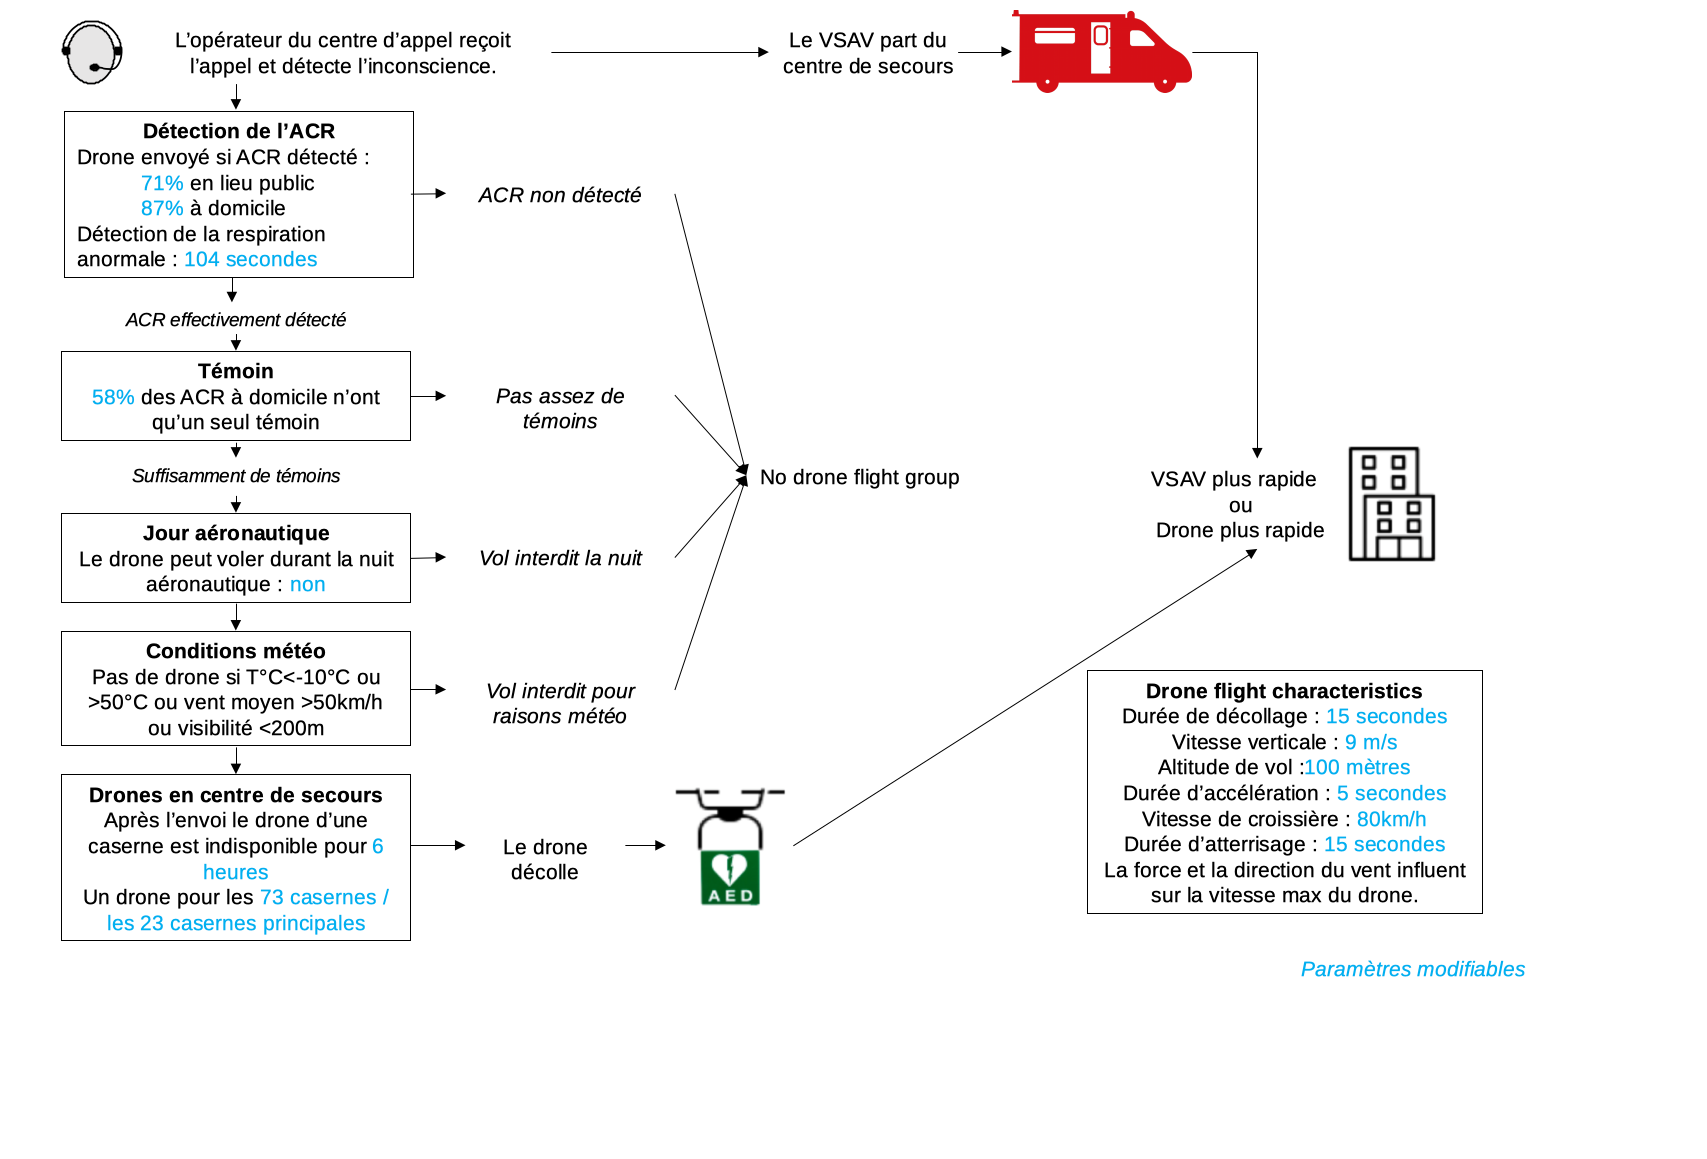 L’opérateur du centre d’appel reçoit
l’appel et détecte l’inconscience.
Le VSAV part du
centre de secours
Détection de l’ACR
Drone envoyé si ACR détecté :
71% en lieu public
87% à domicile
Détection de la respiration
anormale : 104 secondes
ACR non détecté
ACR effectivement détecté
Témoin
58% des ACR à domicile n’ont
qu’un seul témoin
Pas assez de
témoins
Suffisamment de témoins
No drone flight group
VSAV plus rapide
ou
Drone plus rapide
Jour aéronautique
Le drone peut voler durant la nuit
aéronautique : non
Vol interdit la nuit
Conditions météo
Pas de drone si T°C<-10°C ou
>50°C ou vent moyen >50km/h
ou visibilité <200m
Vol interdit pour
raisons météo
Drones en centre de secours
Après l’envoi le drone d’une
caserne est indisponible pour 6
heures
Un drone pour les 73 casernes /
les 23 casernes principales
Le drone
décolle
AED
Drone flight characteristics
Durée de décollage : 15 secondes
Vitesse verticale : 9 m/s
Altitude de vol :100 mètres
Durée d’accélération : 5 secondes
Vitesse de croissière : 80km/h
Durée d’atterrisage : 15 secondes
La force et la direction du vent influent
sur la vitesse max du drone.
Paramètres modifiables